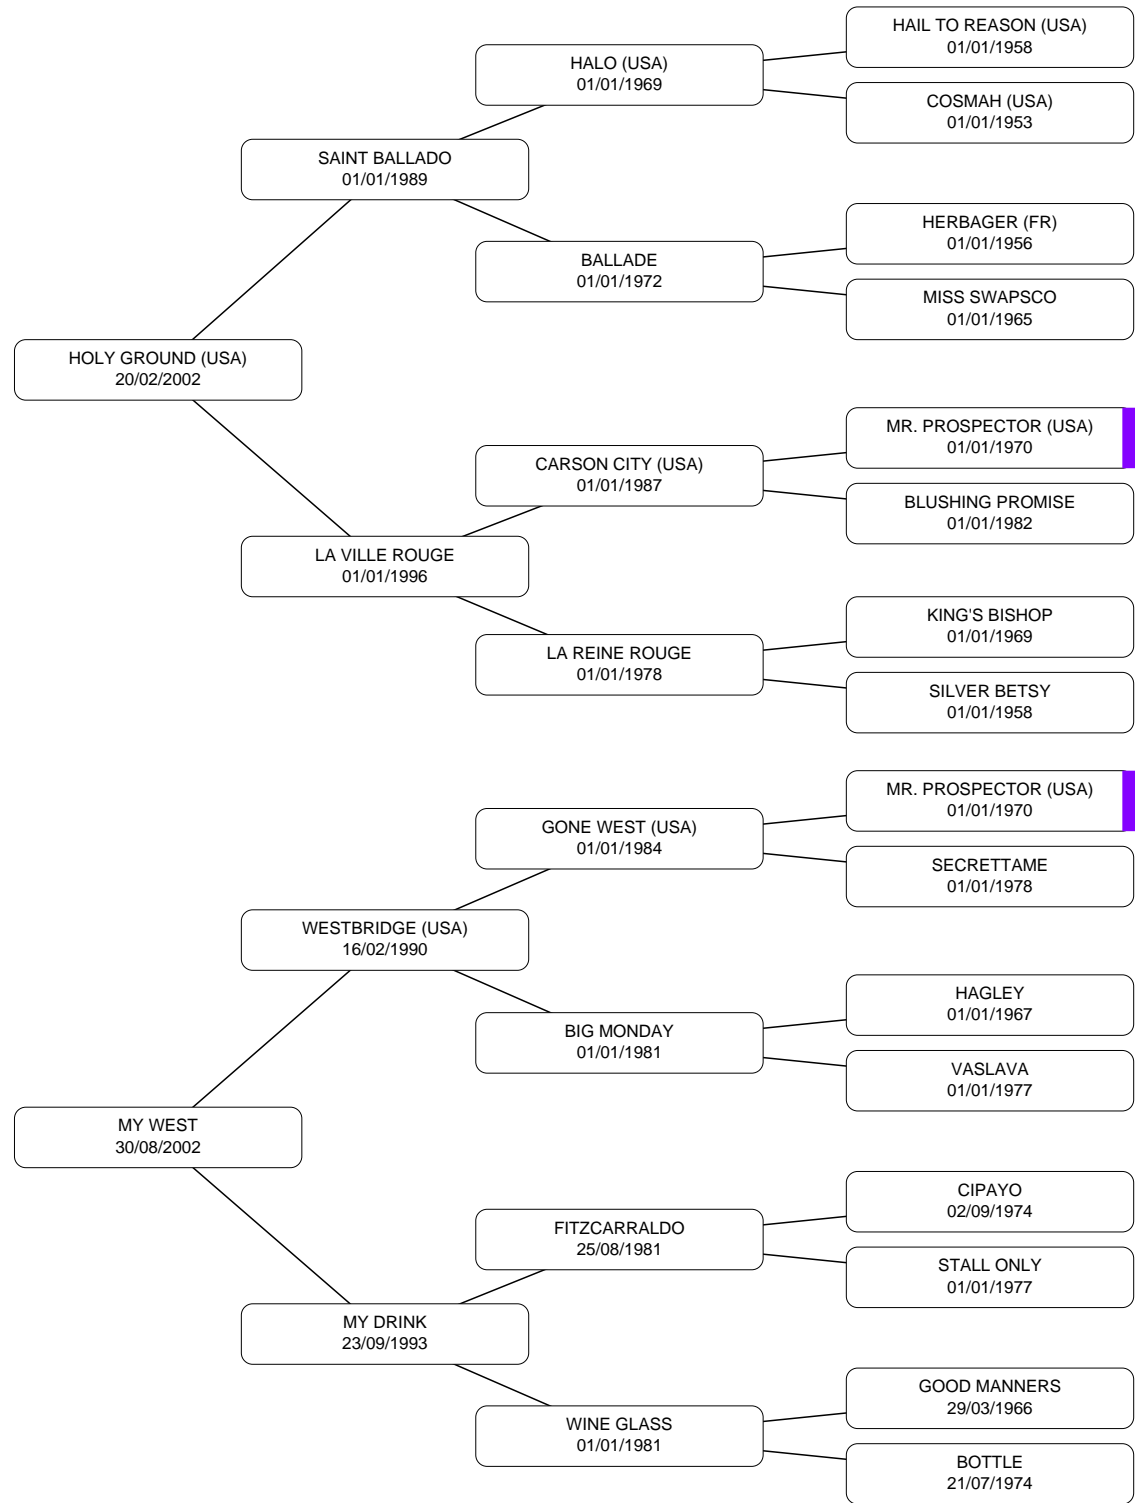 HAIL TO REASON (USA)
01/01/1958
HALO (USA)
01/01/1969
COSMAH (USA)
01/01/1953
SAINT BALLADO
01/01/1989
HERBAGER (FR)
01/01/1956
BALLADE
01/01/1972
MISS SWAPSCO
01/01/1965
HOLY GROUND (USA)
20/02/2002
MR. PROSPECTOR (USA)
01/01/1970
CARSON CITY (USA)
01/01/1987
BLUSHING PROMISE
01/01/1982
LA VILLE ROUGE
01/01/1996
KING'S BISHOP
01/01/1969
LA REINE ROUGE
01/01/1978
SILVER BETSY
01/01/1958
MR. PROSPECTOR (USA)
01/01/1970
GONE WEST (USA)
01/01/1984
SECRETTAME
01/01/1978
WESTBRIDGE (USA)
16/02/1990
HAGLEY
01/01/1967
BIG MONDAY
01/01/1981
VASLAVA
01/01/1977
MY WEST
30/08/2002
CIPAYO
02/09/1974
FITZCARRALDO
25/08/1981
STALL ONLY
01/01/1977
MY DRINK
23/09/1993
GOOD MANNERS
29/03/1966
WINE GLASS
01/01/1981
BOTTLE
21/07/1974